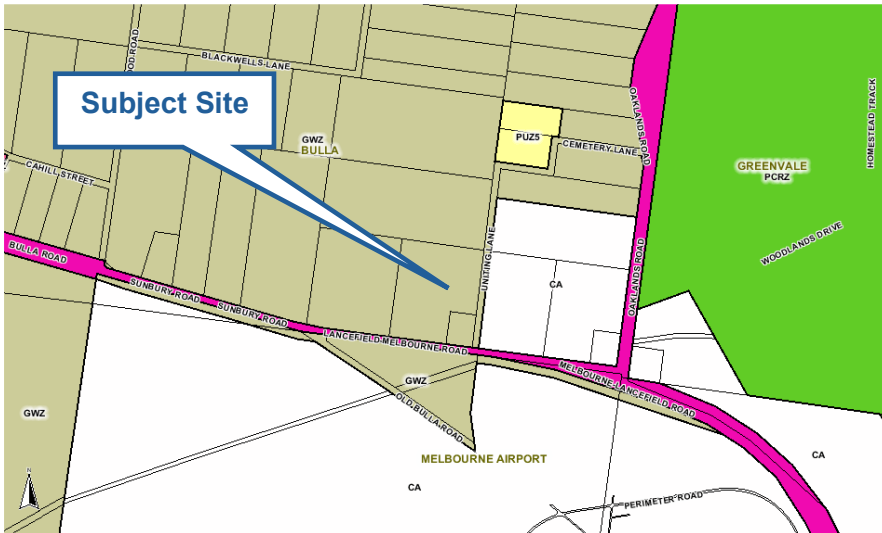 OOD ROAD
BLACKWELLS LANE
Subject Site
OAKLANDS ROAD
HOMESTEAD TRACK
GWZ
BULLA
PUZ5
CEMETERY LANE
GREENVALE
PCRZ
CAHILL STREET
UNITING LANE
WOODLANDS DRIVE
BULLA ROAD
OAKLANDS ROAD
CA
SUNBURY ROAD
SUNBURY ROAD
LANCEFIELD MELBOURNE ROAD
MELBOURNE-LANCEFIELD ROAD
GWZ
GWZ
OLD BULLA ROAD
MELBOURNE AIRPORT
CA
CA
N
PERIMETER ROAD